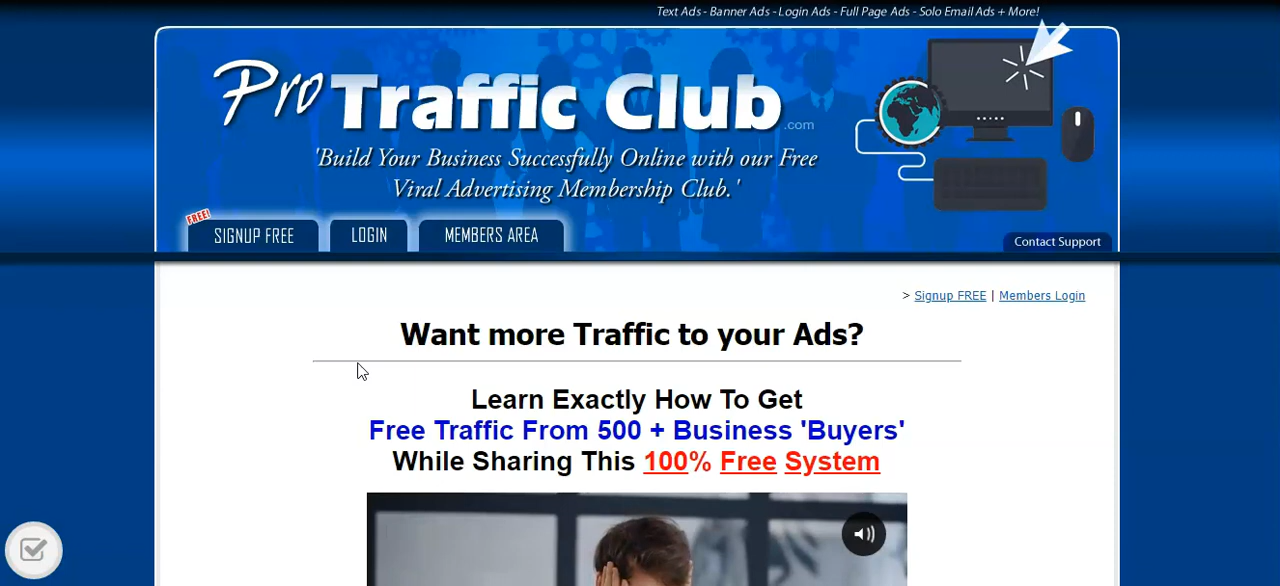 Text Ads - Banner Ads - Login Ads - Full Page Ads - Solo Email Ads + More!
Pro Traffic Club .com
'Build Your Business Successfully Online with our Free
Viral Advertising Membership Club.'
FREE!
SIGNUP FREE
LOGIN
MEMBERS AREA
Contact Support
> Signup FREE | Members Login
Want more Traffic to your Ads?
Learn Exactly How To Get
Free Traffic From 500 + Business 'Buyers'
While Sharing This 100% Free System